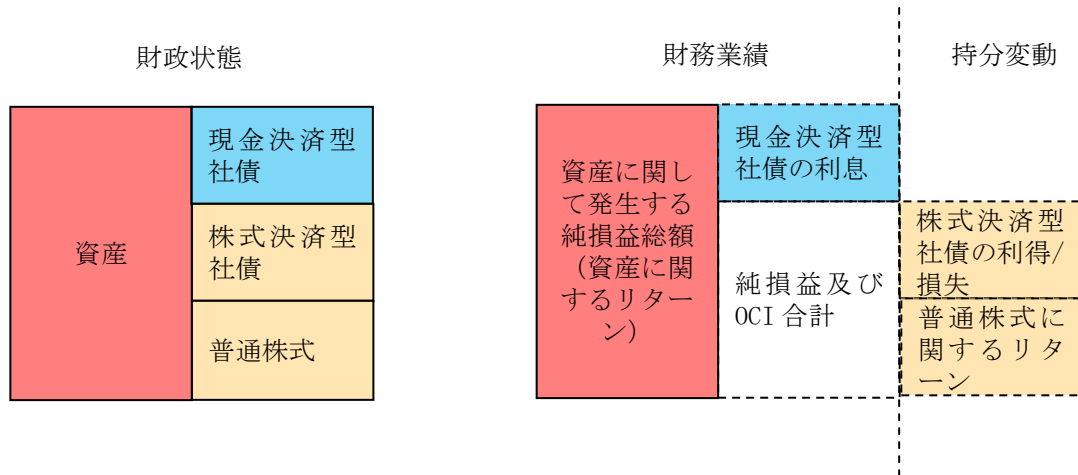 財政状態
財務業績
持分変動
資産
現金決済型
社債
株式決済型
社債
普通株式
資産に関し
て発生する
純損益総額
(資産に関
するリター
ン)
現金決済型
社債の利息
純損益及び
OCI 合計
株式決済型
社債の利得/
損失
普通株式に
関するリタ
ーン